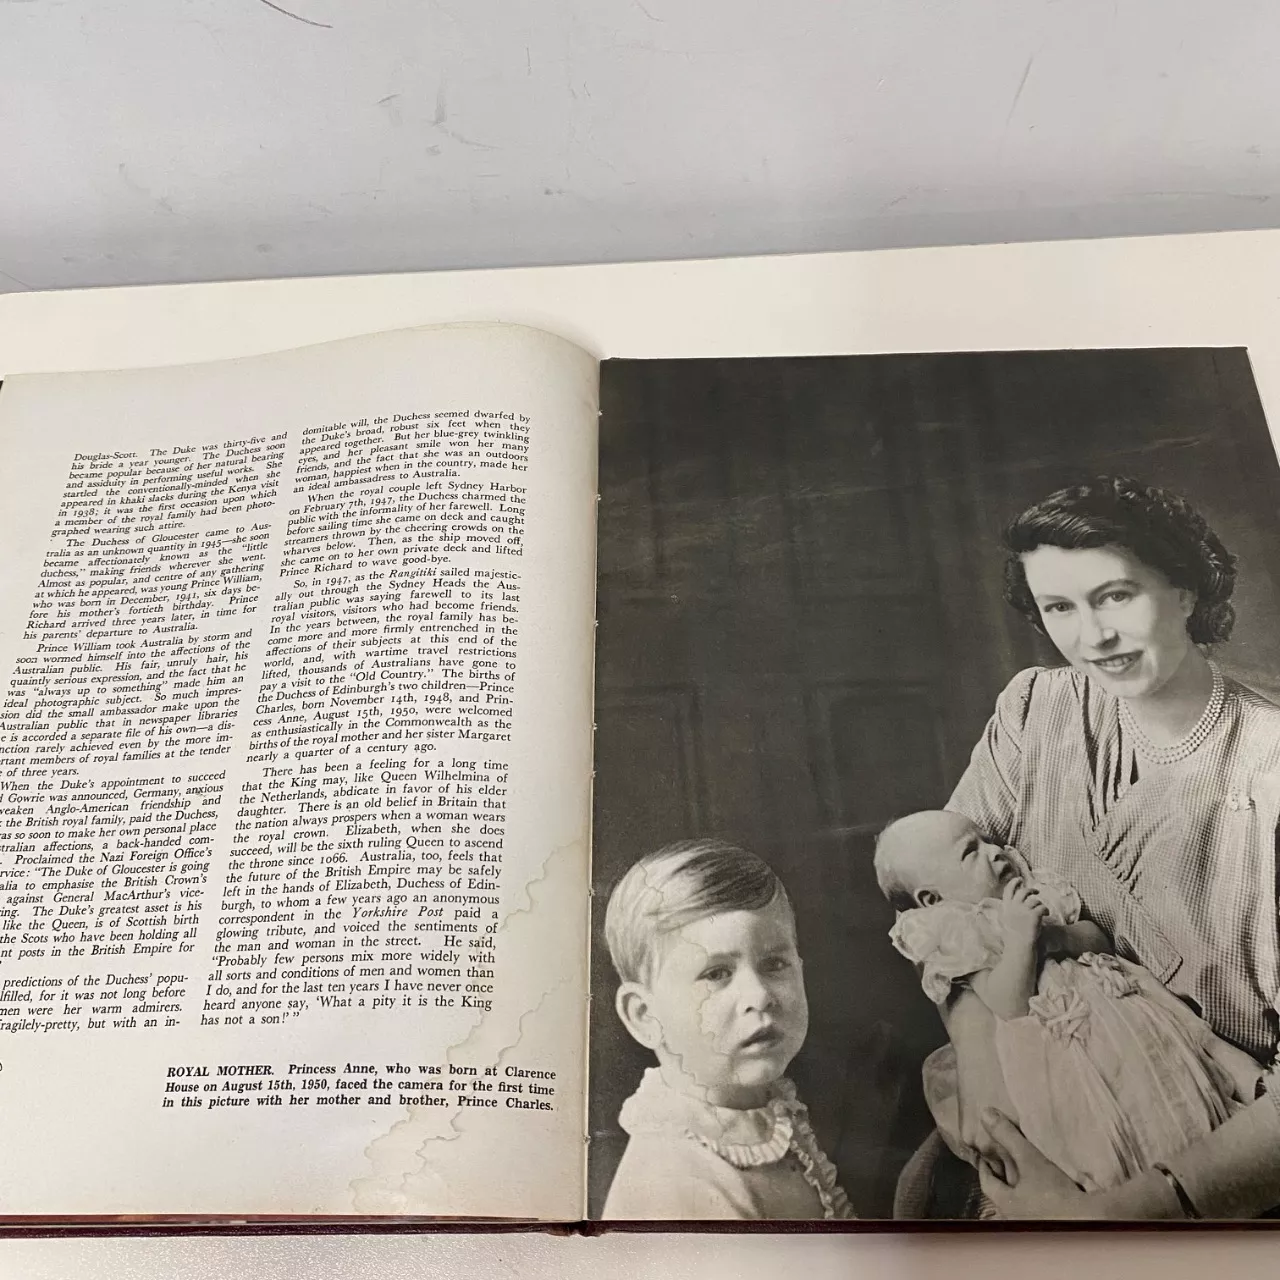 Douglas-Scott. The Duke was thirty-five and
his bride a year younger. The Duchess soon
became popular because of her natural bearing
and assiduity in performing useful works. She
startled the conventionally-minded when she
appeared in khaki slacks during the Kenya visit
in 1938; it was the first occasion upon which
a member of the royal family had been photo-
graphed wearing such attire.
The Duchess of Gloucester came to Aus-
tralia as an unknown quantity in 1945—she soon
became affectionately known as the "little
duchess," making friends wherever she went.
Almost as popular, and centre of any gathering
at which he appeared, was young Prince William,
who was born in December, 1941, six days be-
fore his mother's fortieth birthday. Prince
Richard arrived three years later, in time for
his parents' departure to Australia.
Prince William took Australia by storm and
soon wormed himself into the affections of the
Australian public. His fair, unruly hair, his
quaintly serious expression, and the fact that he
was "always up to something" made him an
ideal photographic subject. So much impres-
sion did the small ambassador make upon the
Australian public that in newspaper libraries
e is accorded a separate file of his own—a dis-
nction rarely achieved even by the more im-
rtant members of royal families at the tender
e of three years.
When the Duke's appointment to succeed
Gowrie was announced, Germany, anxious
weaken Anglo-American friendship and
the British royal family, paid the Duchess,
as so soon to make her own personal place
stralian affections, a back-handed com-
. Proclaimed the Nazi Foreign Office's
rvice: "The Duke of Gloucester is going
alia to emphasise the British Crown's
against General MacArthur's vice-
ing. The Duke's greatest asset is his
like the Queen, is of Scottish birth
the Scots who have been holding all
nt posts in the British Empire for
predictions of the Duchess' popu-
lfilled, for it was not long before
men were her warm admirers.
ragilely-pretty, but with an in-
domitable will, the Duchess seemed dwarfed by
the Duke's broad, robust six feet when they
appeared together. But her blue-grey twinkling
eyes, and her pleasant smile won her many
friends, and the fact that she was an outdoors
woman, happiest when in the country, made her
an ideal ambassadress to Australia.
When the royal couple left Sydney Harbor
on February 7th, 1947, the Duchess charmed the
public with the informality of her farewell. Long
before sailing time she came on deck and caught
streamers thrown by the cheering crowds on the
wharves below. Then, as the ship moved off,
she came on to her own private deck and lifted
Prince Richard to wave good-bye.
So, in 1947, as the Rangitiki sailed majestic-
ally out through the Sydney Heads the Aus-
tralian public was saying farewell to its last
royal visitors, visitors who had become friends.
In the years between, the royal family has be-
come more and more firmly entrenched in the
affections of their subjects at this end of the
world, and, with wartime travel restrictions
lifted, thousands of Australians have gone to
pay a visit to the "Old Country." The births of
the Duchess of Edinburgh's two children—Prince
Charles, born November 14th, 1948, and Prin-
cess Anne, August 15th, 1950, were welcomed
as enthusiastically in the Commonwealth as the
births of the royal mother and her sister Margaret
nearly a quarter of a century ago.
There has been a feeling for a long time
that the King may, like Queen Wilhelmina of
the Netherlands, abdicate in favor of his elder
daughter. There is an old belief in Britain that
the nation always prospers when a woman wears
the royal crown. Elizabeth, when she does
succeed, will be the sixth ruling Queen to ascend
the throne since 1066. Australia, too, feels that
the future of the British Empire may be safely
left in the hands of Elizabeth, Duchess of Edin-
burgh, to whom a few years ago an anonymous
correspondent in the Yorkshire Post paid a
glowing tribute, and voiced the sentiments of
the man and woman in the street. He said,
"Probably few persons mix more widely with
all sorts and conditions of men and women than
I do, and for the last ten years I have never once
heard anyone say, 'What a pity it is the King
has not a son!' "
ROYAL MOTHER. Princess Anne, who was born at Clarence
House on August 15th, 1950, faced the camera for the first time
in this picture with her mother and brother, Prince Charles.